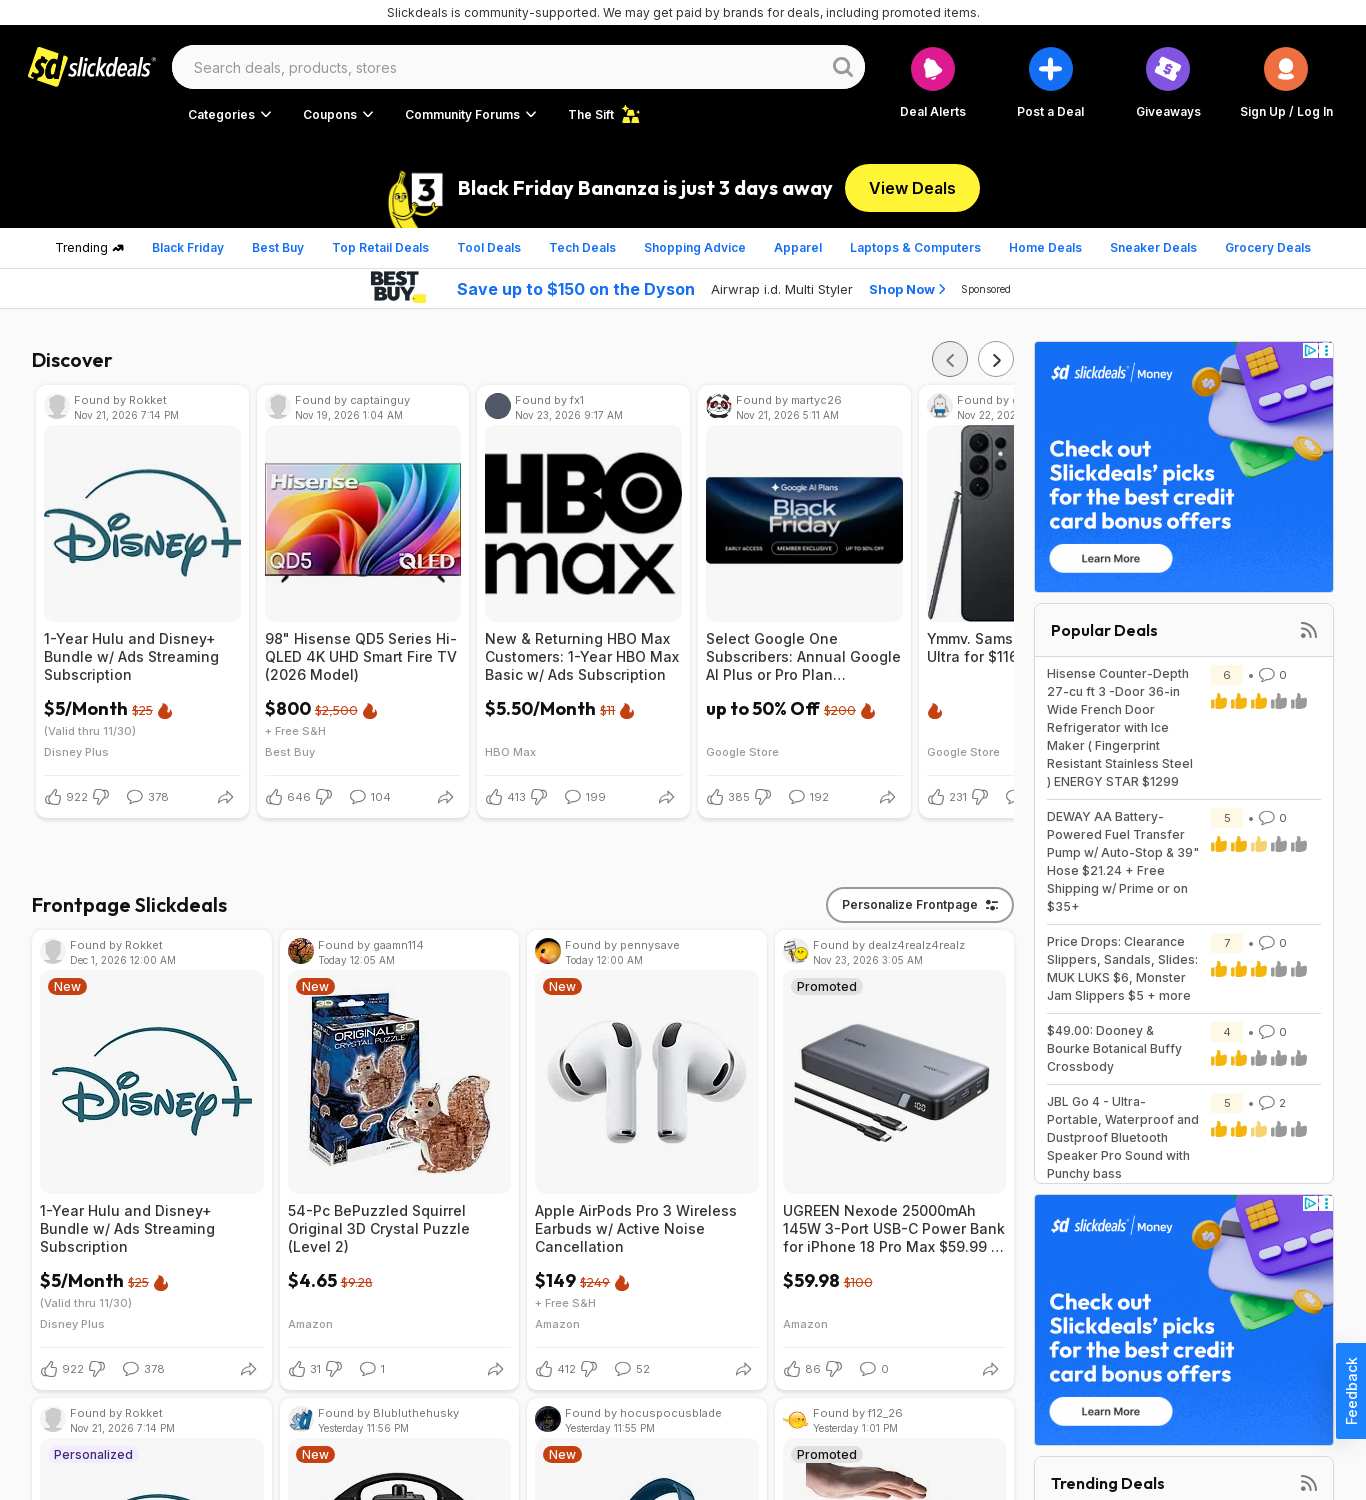 Slickdeals is community-supported. We may get paid by brands for deals, including promoted items.
sd slickdeals
Search deals, products, stores
Deal Alerts
Post a Deal
Giveaways
Sign Up / Log In
Categories
Coupons
Community Forums
The Sift
3
Black Friday Bananza is just 3 days away
View Deals
Trending
Black Friday
Best Buy
Top Retail Deals
Tool Deals
Tech Deals
Shopping Advice
Apparel
Laptops & Computers
Home Deals
Sneaker Deals
Grocery Deals
BEST
BUY
Save up to $150 on the Dyson
Airwrap i.d. Multi Styler
Shop Now
Sponsored
Discover
Found by Rokket
Nov 21, 2026 7:14 PM
Disney+
1-Year Hulu and Disney+
Bundle w/ Ads Streaming
Subscription
$5/Month $25
(Valid thru 11/30)
Disney Plus
922
378
Found by captainguy
Nov 19, 2026 1:04 AM
Hisense
QD5
QLED
98" Hisense QD5 Series Hi-
QLED 4K UHD Smart Fire TV
(2026 Model)
$800 $2,500
+ Free S&H
Best Buy
646
104
Found by fx1
Nov 23, 2026 9:17 AM
HBO
max
New & Returning HBO Max
Customers: 1-Year HBO Max
Basic w/ Ads Subscription
$5.50/Month $11
HBO Max
413
199
Found by martyc26
Nov 21, 2026 5:11 AM
Google AI Plans
Black
Friday
EARLY ACCESS
MEMBER EXCLUSIVE
UP TO 50% OFF
Select Google One
Subscribers: Annual Google
AI Plus or Pro Plan...
up to 50% Off $200
Google Store
385
192
Found by
Nov 22, 202
Ymmv. Sams
Ultra for $116
Google Store
231
slickdeals | Money
Check out
Slickdeals' picks
for the best credit
card bonus offers
Learn More
Popular Deals
Hisense Counter-Depth
27-cu ft 3 -Door 36-in
Wide French Door
Refrigerator with Ice
Maker ( Fingerprint
Resistant Stainless Steel
) ENERGY STAR $1299
6 • 0
DEWAY AA Battery-
Powered Fuel Transfer
Pump w/ Auto-Stop & 39"
Hose $21.24 + Free
Shipping w/ Prime or on
$35+
5 • 0
Price Drops: Clearance
Slippers, Sandals, Slides:
MUK LUKS $6, Monster
Jam Slippers $5 + more
7 • 0
$49.00: Dooney &
Bourke Botanical Buffy
Crossbody
4 • 0
JBL Go 4 - Ultra-
Portable, Waterproof and
Dustproof Bluetooth
Speaker Pro Sound with
Punchy bass
5 • 2
Frontpage Slickdeals
Personalize Frontpage
Found by Rokket
Dec 1, 2026 12:00 AM
New
Disney+
1-Year Hulu and Disney+
Bundle w/ Ads Streaming
Subscription
$5/Month $25
(Valid thru 11/30)
Disney Plus
922
378
Found by gaamn114
Today 12:05 AM
New
3D
ORIGINAL 3D
CRYSTAL PUZZLE
54-Pc BePuzzled Squirrel
Original 3D Crystal Puzzle
(Level 2)
$4.65 $9.28
Amazon
31
1
Found by pennysave
Today 12:00 AM
New
Apple AirPods Pro 3 Wireless
Earbuds w/ Active Noise
Cancellation
$149 $249
+ Free S&H
Amazon
412
52
Found by dealz4realz4realz
Nov 23, 2026 3:05 AM
Promoted
UGREEN
100
UGREEN Nexode 25000mAh
145W 3-Port USB-C Power Bank
for iPhone 18 Pro Max $59.99 ...
$59.98 $100
Amazon
86
0
slickdeals | Money
Check out
Slickdeals' picks
for the best credit
card bonus offers
Learn More
Feedback
Found by Rokket
Nov 21, 2026 7:14 PM
Personalized
Found by Blubluthehusky
Yesterday 11:56 PM
New
Found by hocuspocusblade
Yesterday 11:55 PM
New
Found by f12_26
Yesterday 1:01 PM
Promoted
Trending Deals